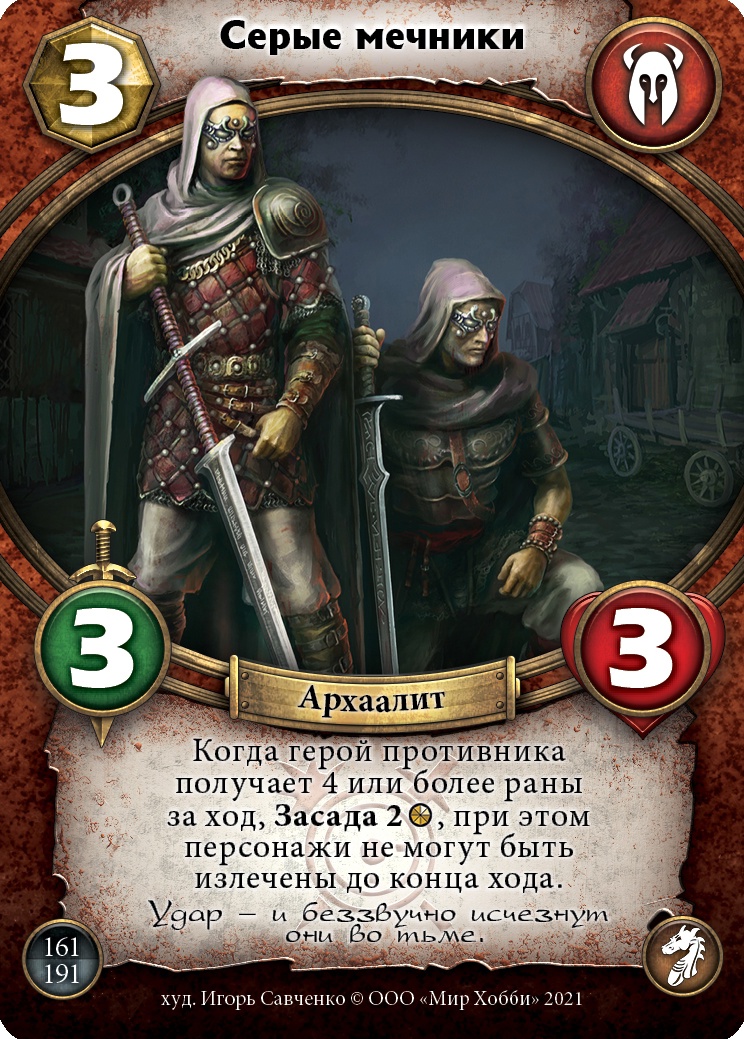 3
Серые мечники
3
3
Архаалит
Когда герой противника
получает 4 или более раны
за ход, Засада 2 , при этом
персонажи не могут быть
излечены до конца хода.
Удар – и беззвучно исчезнут
они во тьме.
161
191
худ. Игорь Савченко © ООО «Мир Хобби» 2021